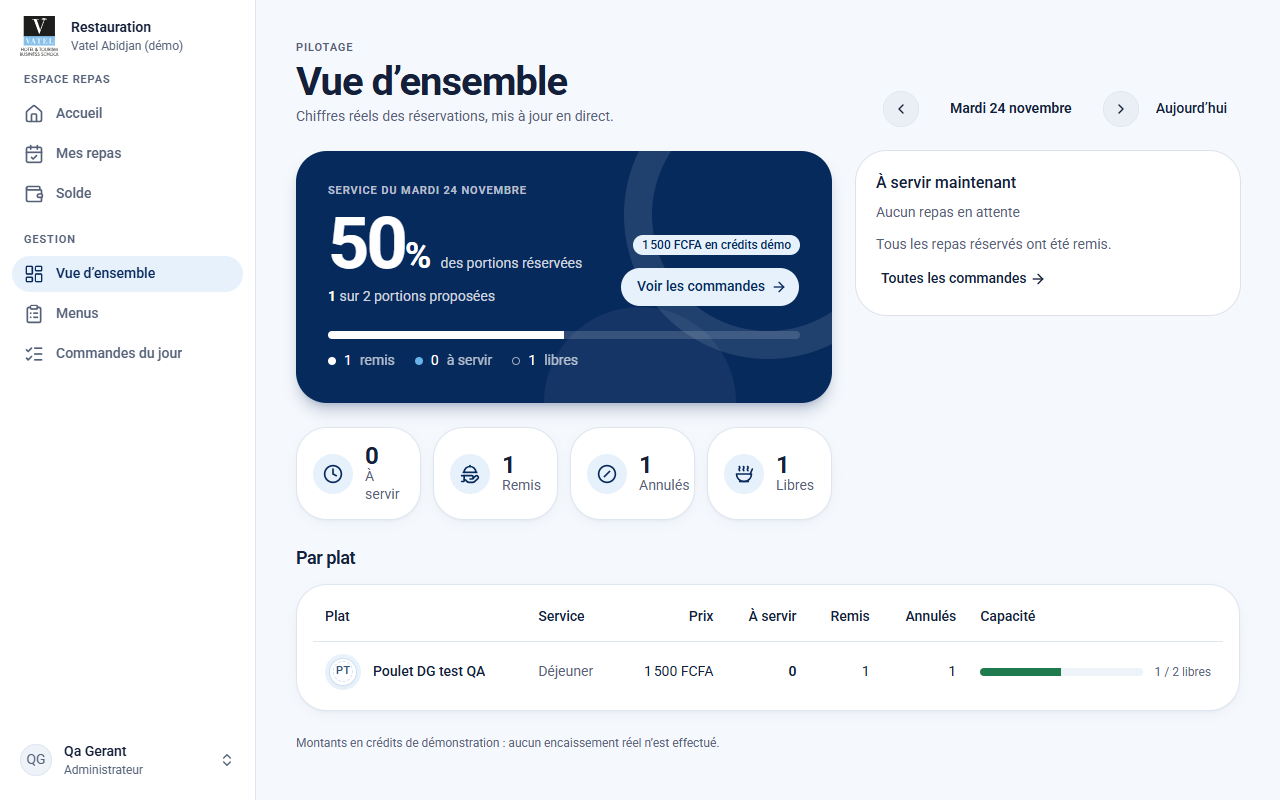 V
VATEL
HOTEL & TOURISM
BUSINESS SCHOOL
Restauration
Vatel Abidjan (démo)
ESPACE REPAS
Accueil
Mes repas
Solde
GESTION
Vue d’ensemble
Menus
Commandes du jour
QG
Qa Gerant
Administrateur
PILOTAGE
Vue d’ensemble
Chiffres réels des réservations, mis à jour en direct.
Mardi 24 novembre
Aujourd’hui
SERVICE DU MARDI 24 NOVEMBRE
50% des portions réservées
1 sur 2 portions proposées
1 500 FCFA en crédits démo
Voir les commandes
1 remis 0 à servir 1 libres
À servir maintenant
Aucun repas en attente
Tous les repas réservés ont été remis.
Toutes les commandes
0
À
servir
1
Remis
1
Annulés
1
Libres
Par plat
Plat Service Prix À servir Remis Annulés Capacité
PT Poulet DG test QA Déjeuner 1 500 FCFA 0 1 1 1 / 2 libres
Montants en crédits de démonstration : aucun encaissement réel n’est effectué.